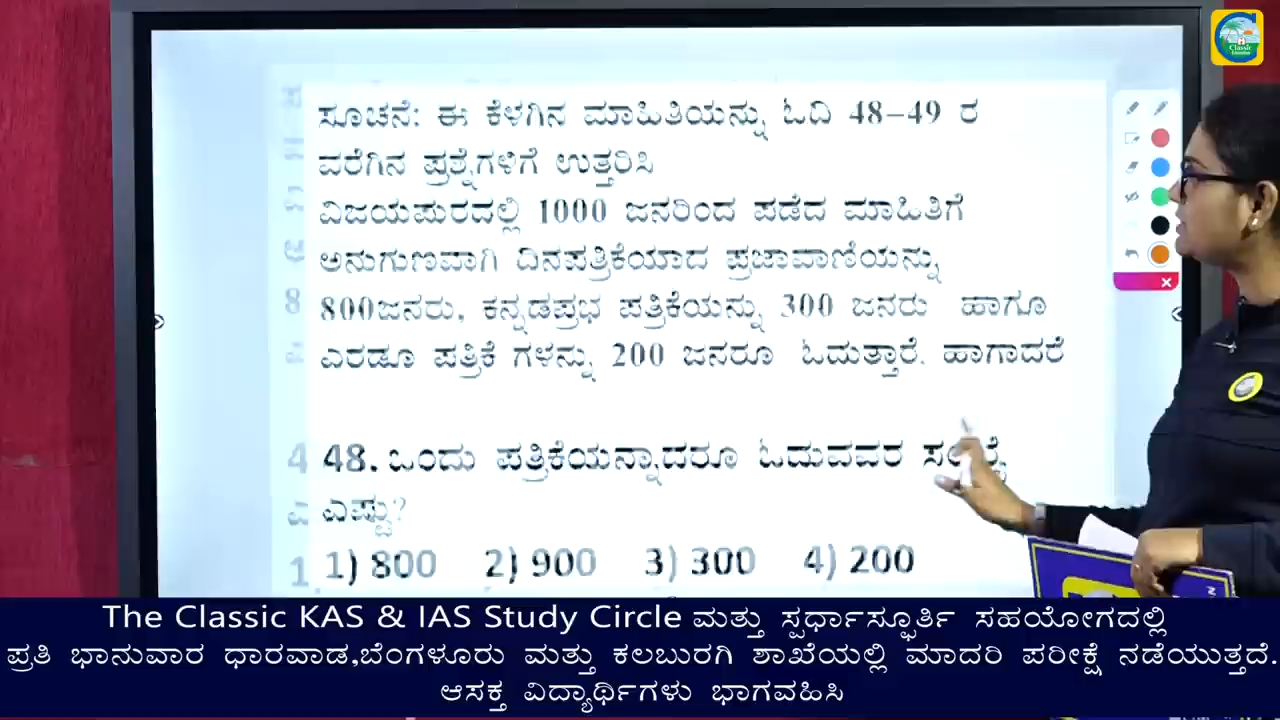 Classic
Education
ಸೂಚನೆ: ಈ ಕೆಳಗಿನ ಮಾಹಿತಿಯನ್ನು ಓದಿ 48–49 ರ
ವರೆಗಿನ ಪ್ರಶ್ನೆಗಳಿಗೆ ಉತ್ತರಿಸಿ
ವಿಜಯಪುರದಲ್ಲಿ 1000 ಜನರಿಂದ ಪಡೆದ ಮಾಹಿತಿಗೆ
ಅನುಗುಣವಾಗಿ ದಿನಪತ್ರಿಕೆಯಾದ ಪ್ರಜಾವಾಣಿಯನ್ನು
800ಜನರು, ಕನ್ನಡಪ್ರಭ ಪತ್ರಿಕೆಯನ್ನು 300 ಜನರು ಹಾಗೂ
ಎರಡೂ ಪತ್ರಿಕೆ ಗಳನ್ನು 200 ಜನರೂ ಓದುತ್ತಾರೆ. ಹಾಗಾದರೆ
48. ಒಂದು ಪತ್ರಿಕೆಯನ್ನಾದರೂ ಓದುವವರ ಸಂಖ್ಯೆ
ಎಷ್ಟು?
1) 800 2) 900 3) 300 4) 200
The Classic KAS & IAS Study Circle ಮತ್ತು ಸ್ಪರ್ಧಾಸ್ಫೂರ್ತಿ ಸಹಯೋಗದಲ್ಲಿ
ಪ್ರತಿ ಭಾನುವಾರ ಧಾರವಾಡ,ಬೆಂಗಳೂರು ಮತ್ತು ಕಲಬುರಗಿ ಶಾಖೆಯಲ್ಲಿ ಮಾದರಿ ಪರೀಕ್ಷೆ ನಡೆಯುತ್ತದೆ.
ಆಸಕ್ತ ವಿದ್ಯಾರ್ಥಿಗಳು ಭಾಗವಹಿಸಿ